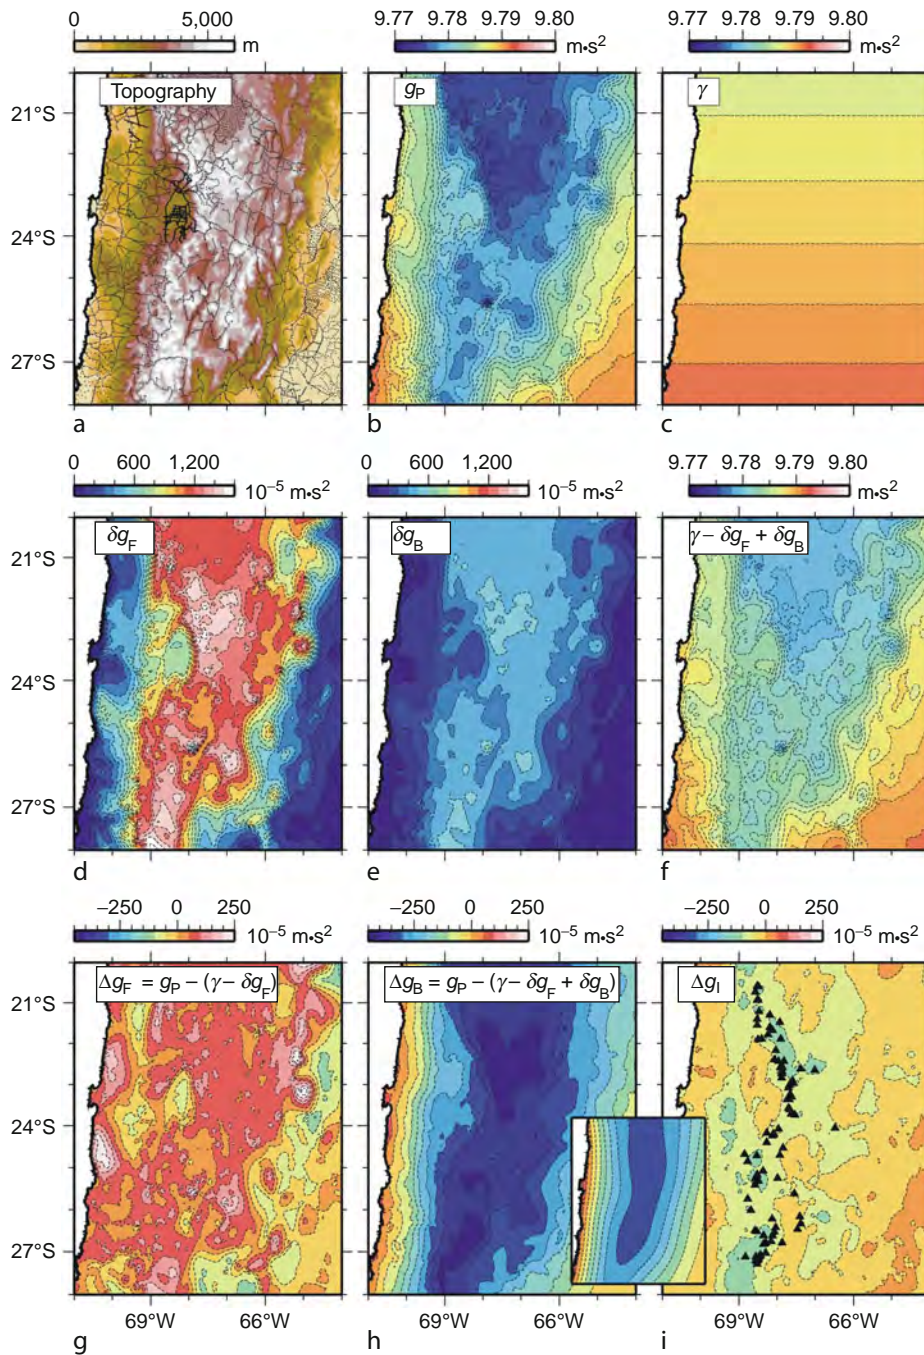 0 5,000
m
9.77 9.78 9.79 9.80
m•s²
9.77 9.78 9.79 9.80
m•s²
Topography
gP
γ
21°S
24°S
27°S
a
b
c
0 600 1,200
10⁻⁵ m•s²
0 600 1,200
10⁻⁵ m•s²
9.77 9.78 9.79 9.80
m•s²
δgF
δgB
γ – δgF + δgB
21°S
24°S
27°S
d
e
f
−250 0 250
10⁻⁵ m•s²
−250 0 250
10⁻⁵ m•s²
−250 0 250
10⁻⁵ m•s²
ΔgF = gP – (γ – δgF)
ΔgB = gP – (γ – δgF + δgB)
ΔgI
21°S
24°S
27°S
69°W 66°W
69°W 66°W
69°W 66°W
g
h
i